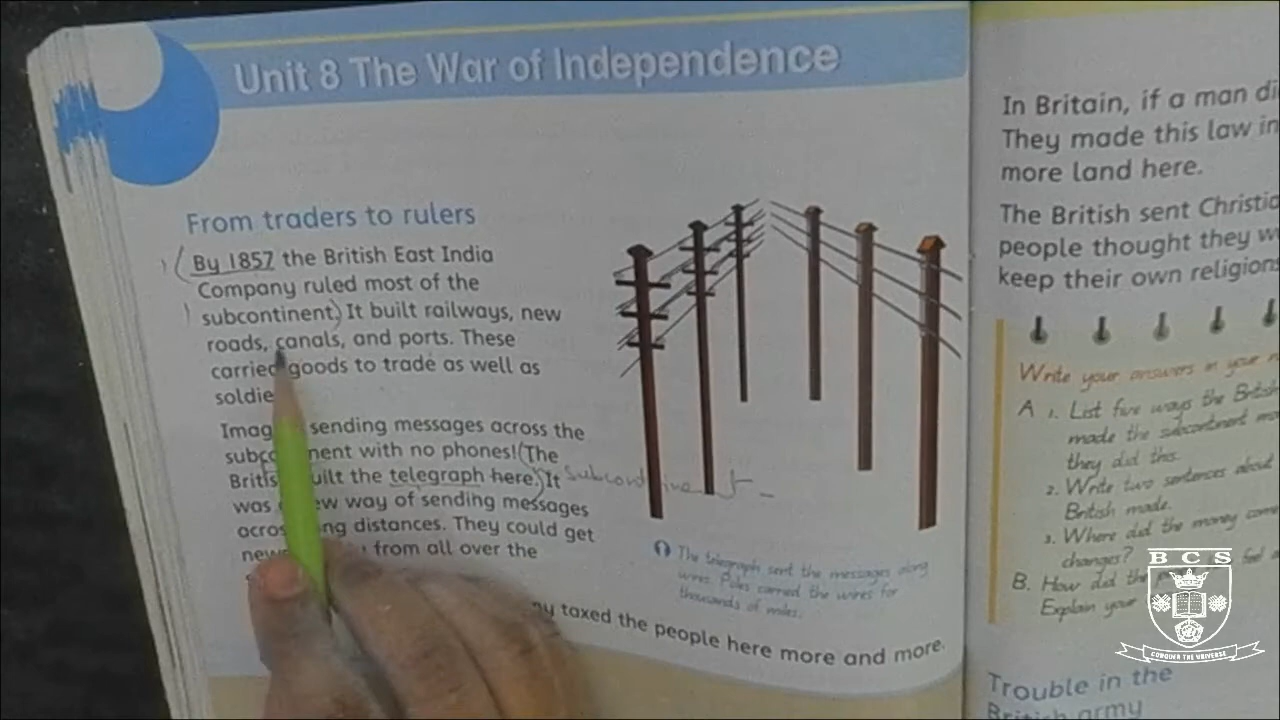 Unit 8 The War of Independence
From traders to rulers
By 1857 the British East India
Company ruled most of the
subcontinent. It built railways, new
roads, canals, and ports. These
carried goods to trade as well as
soldie
Imag sending messages across the
subco nent with no phones! The
Britis uilt the telegraph here. It subcontinent
was new way of sending messages
acros ng distances. They could get
news from all over the
ny taxed the people here more and more.
The telegraph sent the messages along
wires. Poles carried the wires for
thousands of miles.
In Britain, if a man di
They made this law in
more land here.
The British sent Christia
people thought they w
keep their own religions
Write your answers in your
A 1. List five ways the British
made the subcontinent
they did this.
2. Write two sentences about
British made.
3. Where did the money come
changes?
B. How did the feel
Explain your
Trouble in the
British army
BCS
CONQUER THE UNIVERSE